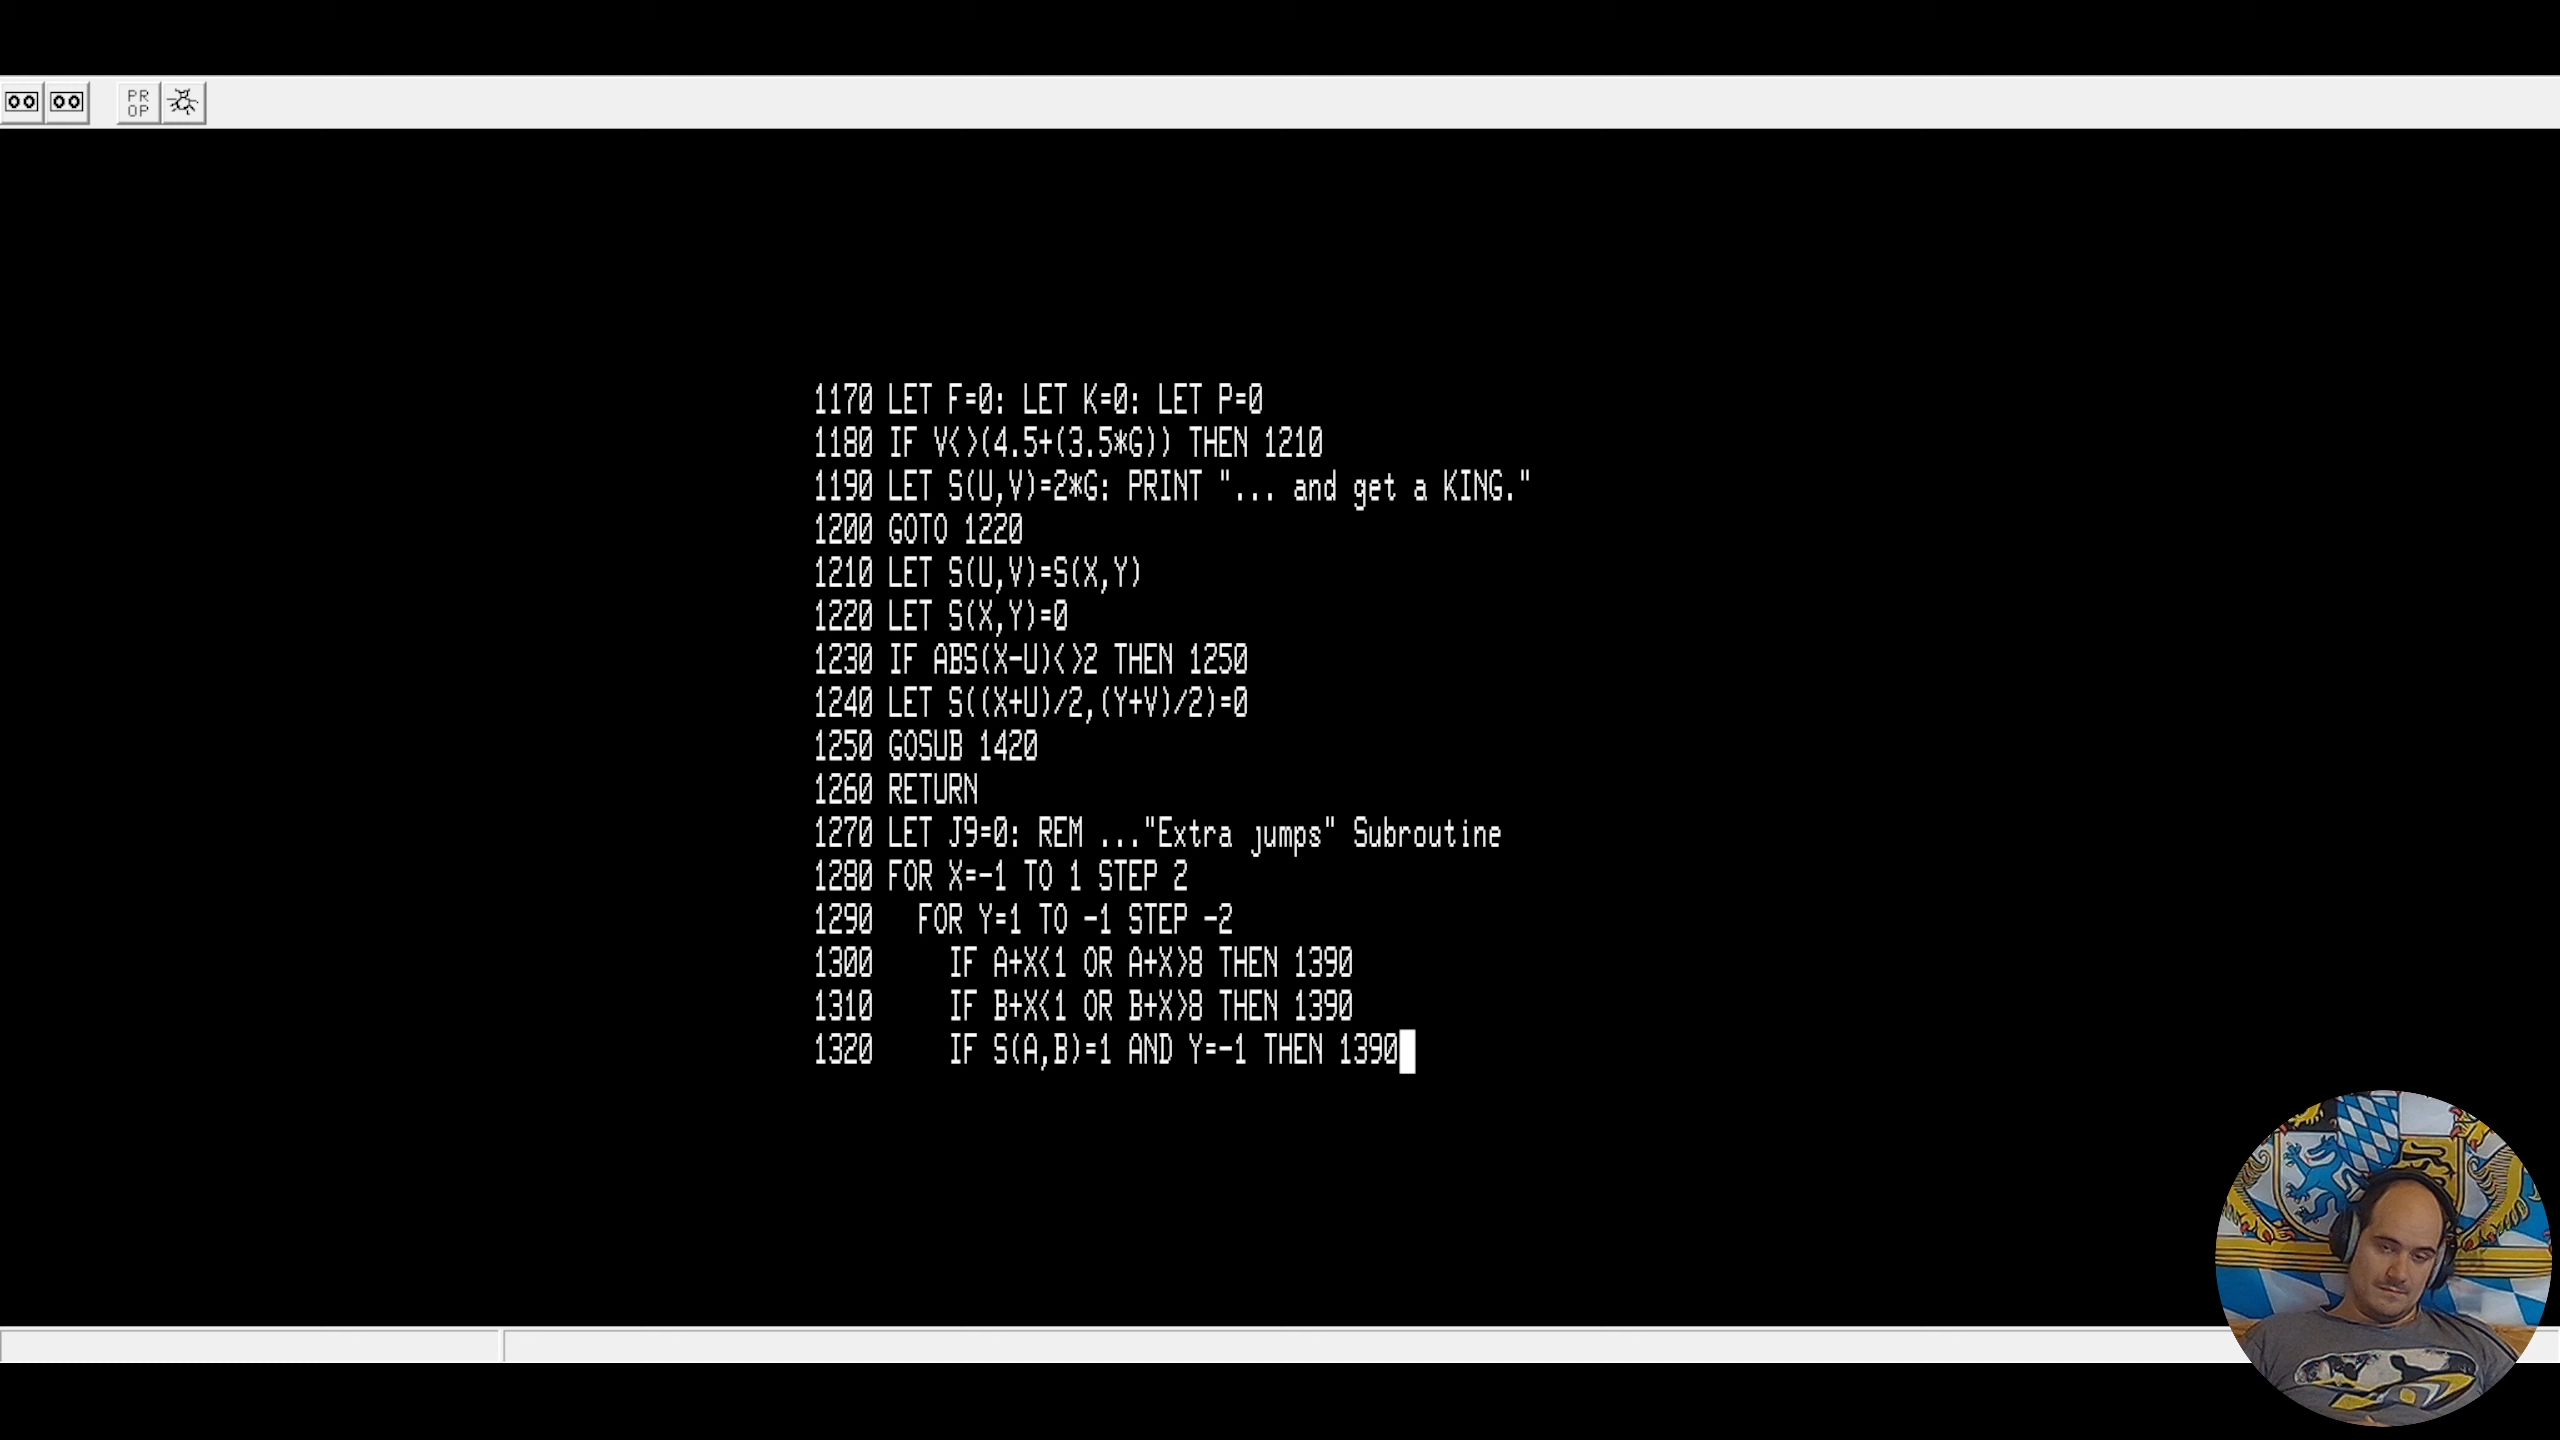 PR
OP
1170 LET F=0: LET K=0: LET P=0
1180 IF V<>(4.5+(3.5*G)) THEN 1210
1190 LET S(U,V)=2*G: PRINT "... and get a KING."
1200 GOTO 1220
1210 LET S(U,V)=S(X,Y)
1220 LET S(X,Y)=0
1230 IF ABS(X-U)<>2 THEN 1250
1240 LET S((X+U)/2,(Y+V)/2)=0
1250 GOSUB 1420
1260 RETURN
1270 LET J9=0: REM ..."Extra jumps" Subroutine
1280 FOR X=-1 TO 1 STEP 2
1290   FOR Y=1 TO -1 STEP -2
1300     IF A+X<1 OR A+X>8 THEN 1390
1310     IF B+X<1 OR B+X>8 THEN 1390
1320     IF S(A,B)=1 AND Y=-1 THEN 1390